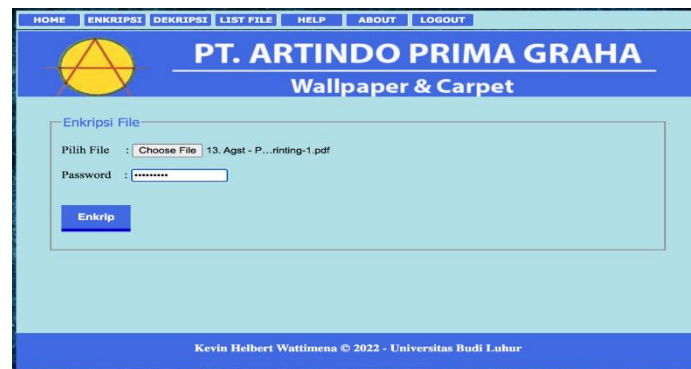 HOME ENKRIPSI DEKRIPSI LIST FILE HELP ABOUT LOGOUT
PT. ARTINDO PRIMA GRAHA
Wallpaper & Carpet
Enkripsi File
Pilih File : Choose File 13. Agst - P...rinting-1.pdf
Password : •••••••••
Enkrip
Kevin Helbert Wattimena © 2022 - Universitas Budi Luhur